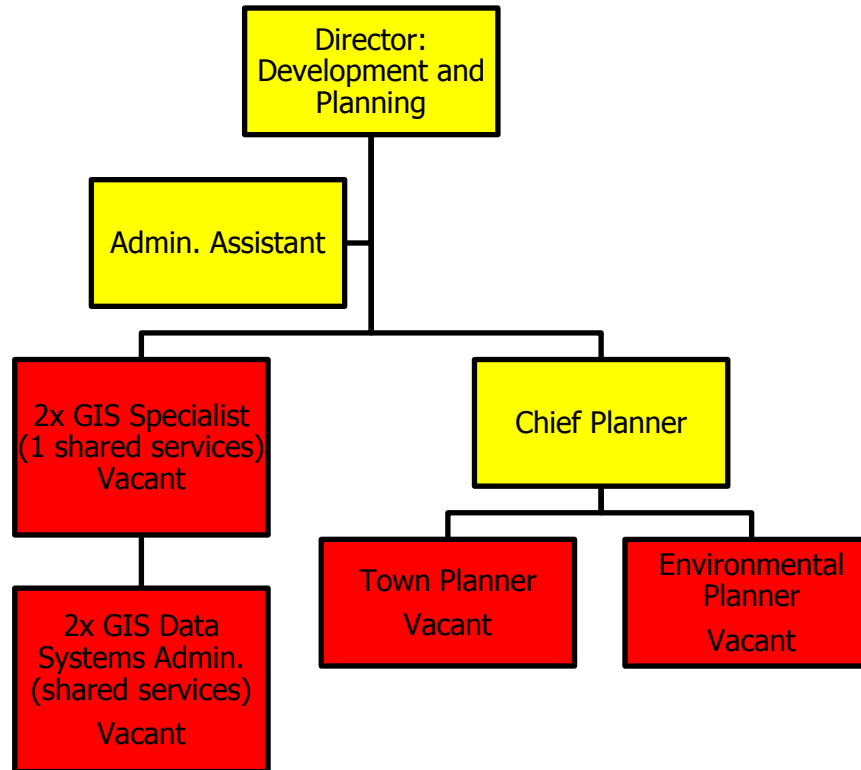 Director:
Development and
Planning
Admin. Assistant
2x GIS Specialist
(1 shared services)
Vacant
Chief Planner
2x GIS Data
Systems Admin.
(shared services)
Vacant
Town Planner
Vacant
Environmental
Planner
Vacant